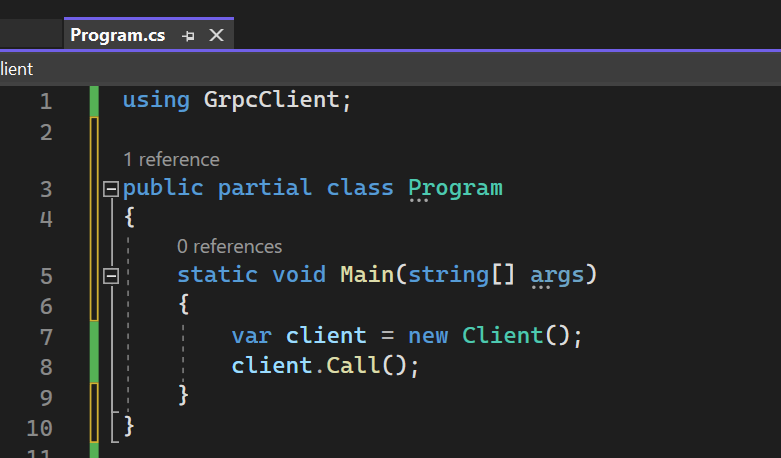 Program.cs
lient
1 using GrpcClient;
2
1 reference
3 public partial class Program
4 {
0 references
5 static void Main(string[] args)
6 {
7 var client = new Client();
8 client.Call();
9 }
10 }
11